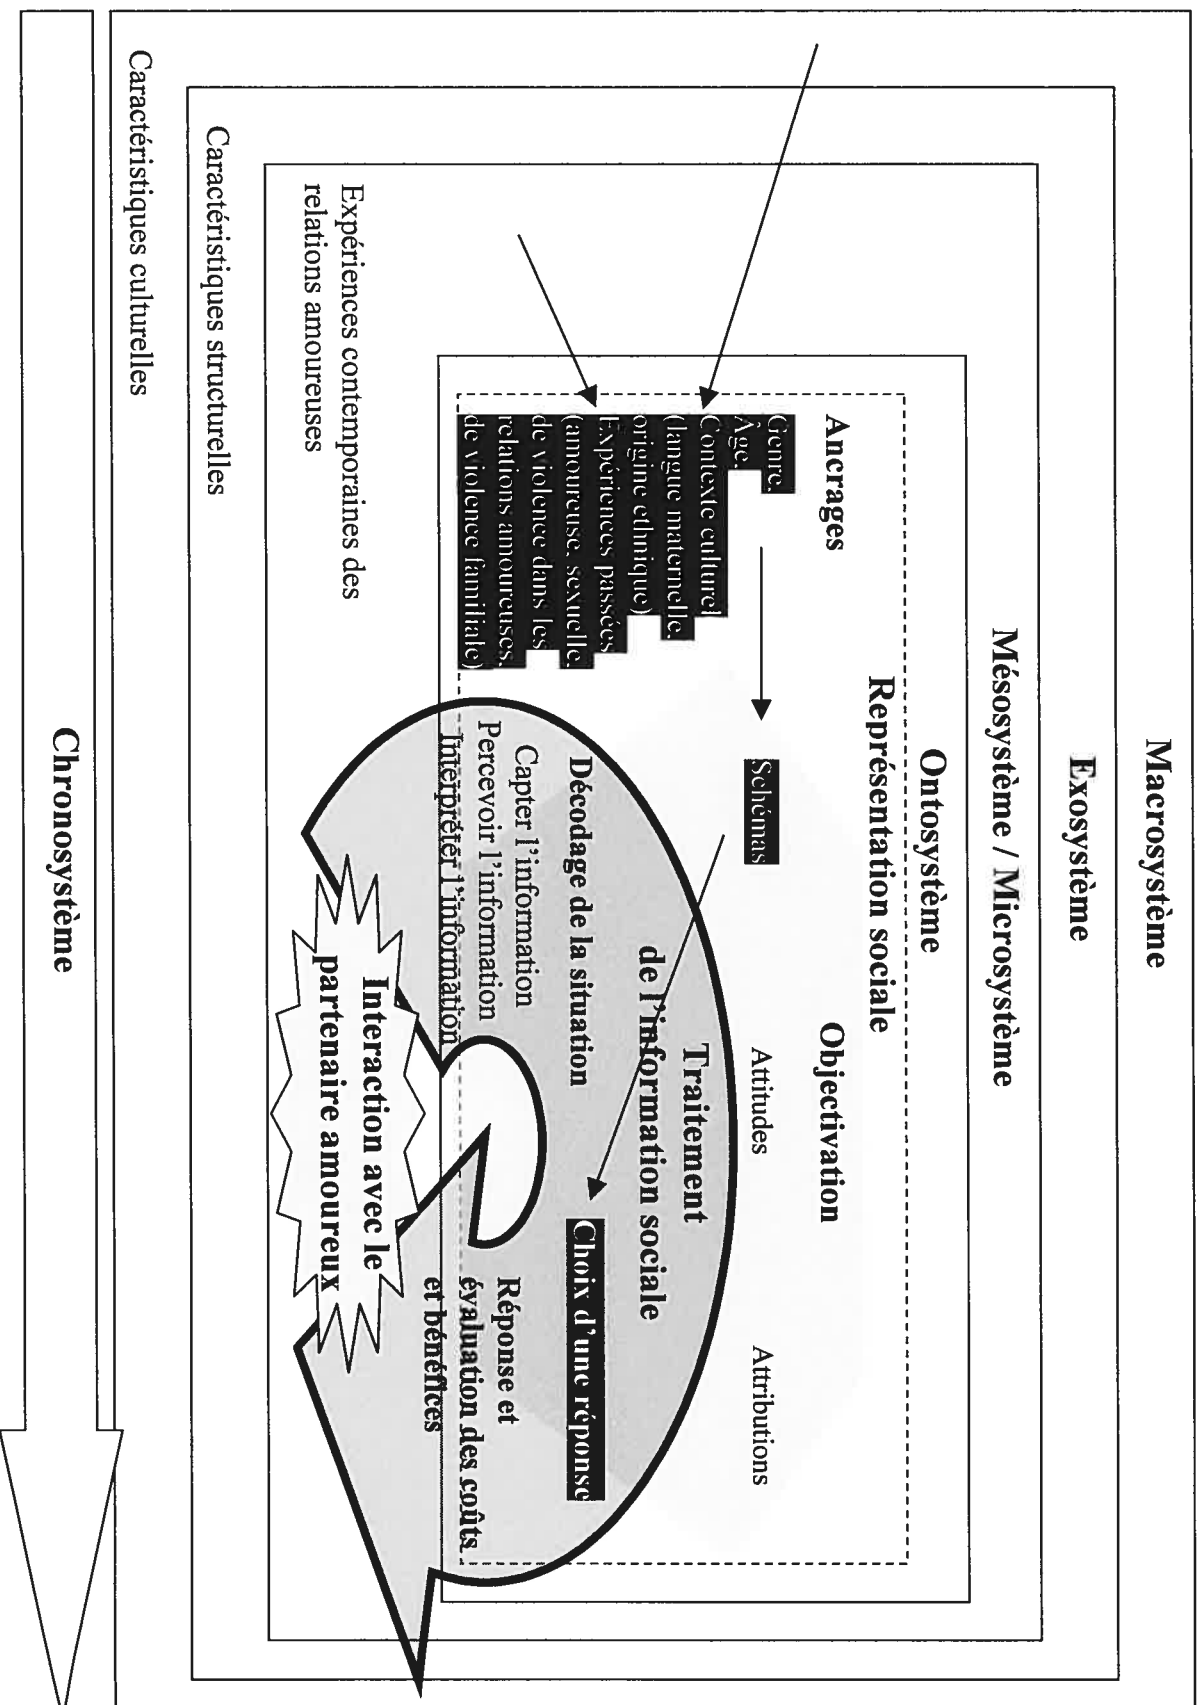 Macrosystème
Exosystème
Mésosystème / Microsystème
Ontosystème
Représentation sociale
Ancrages
Objectivation
Genre,
Âge,
Contexte culturel
(langue maternelle,
origine ethnique)
Expériences passées
(amoureuse, sexuelle,
de violence dans les
relations amoureuses,
de violence familiale)
Schémas
Attitudes
Attributions
Traitement
de l'information sociale
Décodage de la situation
Capter l'information
Percevoir l'information
Interpréter l'information
Choix d'une réponse
Réponse et
évaluation des coûts
et bénéfices
Interaction avec le
partenaire amoureux
Expériences contemporaines des
relations amoureuses
Caractéristiques structurelles
Caractéristiques culturelles
Chronosystème